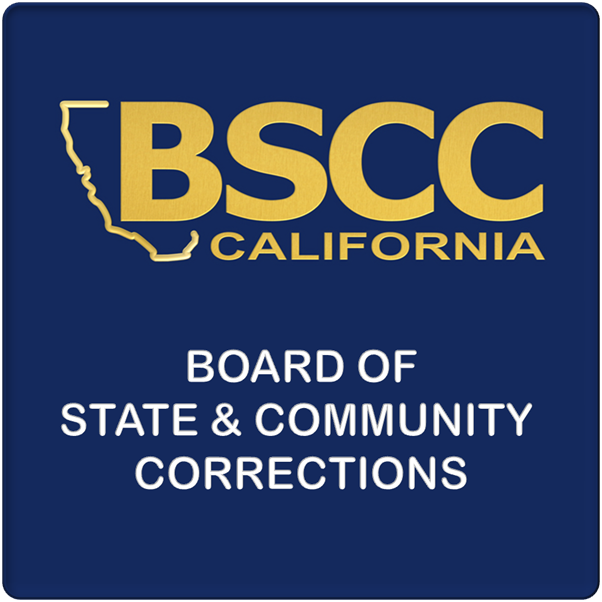 BSCC
CALIFORNIA
BOARD OF
STATE & COMMUNITY
CORRECTIONS